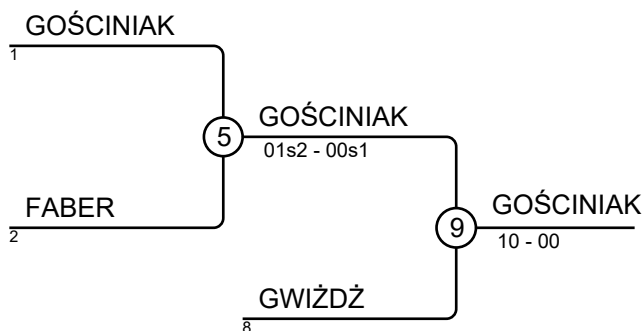 GOŚCINIAK
1
5
GOŚCINIAK
01s2 - 00s1
FABER
2
9
GOŚCINIAK
10 - 00
GWIŻDŻ
8